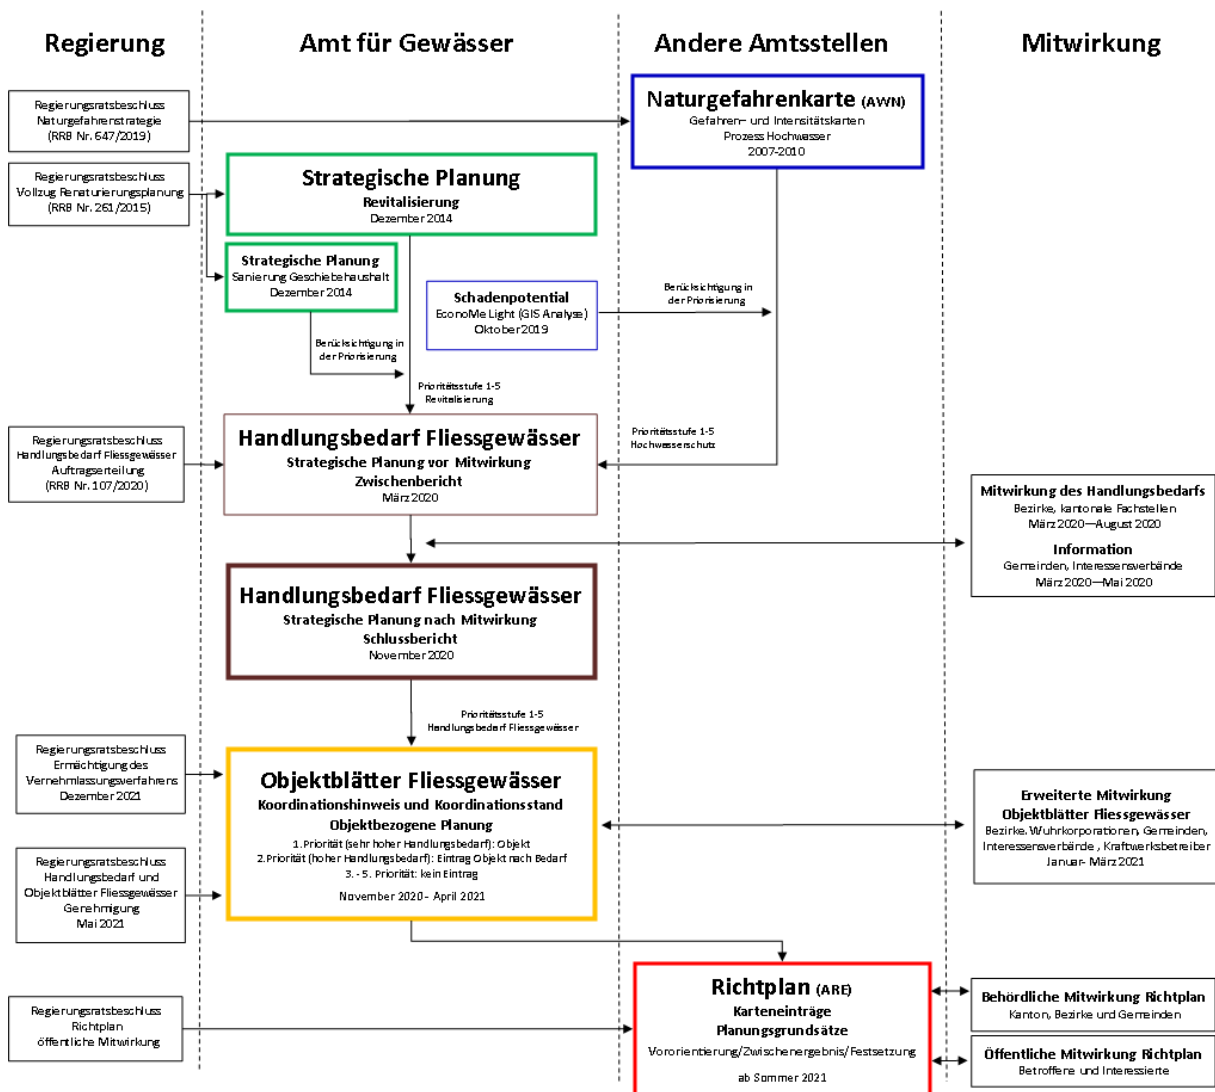 Regierung
Amt für Gewässer
Andere Amtsstellen
Mitwirkung
Regierungsratsbeschluss
Naturgefahrenstrategie
(RRB Nr. 647/2019)
Naturgefahrenkarte (AWN)
Gefahren- und Intensitätskarten
Prozess Hochwasser
2007-2010
Regierungsratsbeschluss
Vollzug Renaturierungsplanung
(RRB Nr. 261/2015)
Strategische Planung
Revitalisierung
Dezember 2014
Strategische Planung
Sanierung Geschiebehaushalt
Dezember 2014
Schadenpotential
EconoMe Light (GIS Analyse)
Oktober 2019
Berücksichtigung in
der Priorisierung
Berücksichtigung in
der Priorisierung
Prioritätsstufe 1-5
Revitalisierung
Prioritätsstufe 1-5
Hochwasserschutz
Regierungsratsbeschluss
Handlungsbedarf Fliessgewässer
Auftragserteilung
(RRB Nr. 107/2020)
Handlungsbedarf Fliessgewässer
Strategische Planung vor Mitwirkung
Zwischenbericht
März 2020
Mitwirkung des Handlungsbedarfs
Bezirke, kantonale Fachstellen
März 2020—August 2020
Information
Gemeinden, Interessensverbände
März 2020—Mai 2020
Handlungsbedarf Fliessgewässer
Strategische Planung nach Mitwirkung
Schlussbericht
November 2020
Prioritätsstufe 1-5
Handlungsbedarf Fliessgewässer
Regierungsratsbeschluss
Ermächtigung des
Vernehmlassungsverfahrens
Dezember 2021
Objektblätter Fliessgewässer
Koordinationshinweis und Koordinationsstand
Objektbezogene Planung
1. Priorität (sehr hoher Handlungsbedarf): Objekt
2.Priorität (hoher Handlungsbedarf): Eintrag Objekt nach Bedarf
3. - 5. Priorität: kein Eintrag
November 2020 - April 2021
Erweiterte Mitwirkung
Objektblätter Fliessgewässer
Bezirke. Wuhrkorporationen, Gemeinden,
Interessensverbände , Kraftwerksbetreiber
Januar- März 2021
Regierungsratsbeschluss
Handlungsbedarf und
Objektblätter Fliessgewässer
Genehmigung
Mai 2021
Regierungsratsbeschluss
Richtplan
öffentliche Mitwirkung
Richtplan (ARE)
Karteneinträge
Planungsgrundsätze
Vororientierung/Zwischenergebnis/Festsetzung
ab Sommer 2021
Behördliche Mitwirkung Richtplan
Kanton, Bezirke und Gemeinden
Öffentliche Mitwirkung Richtplan
Betroffene und Interessierte